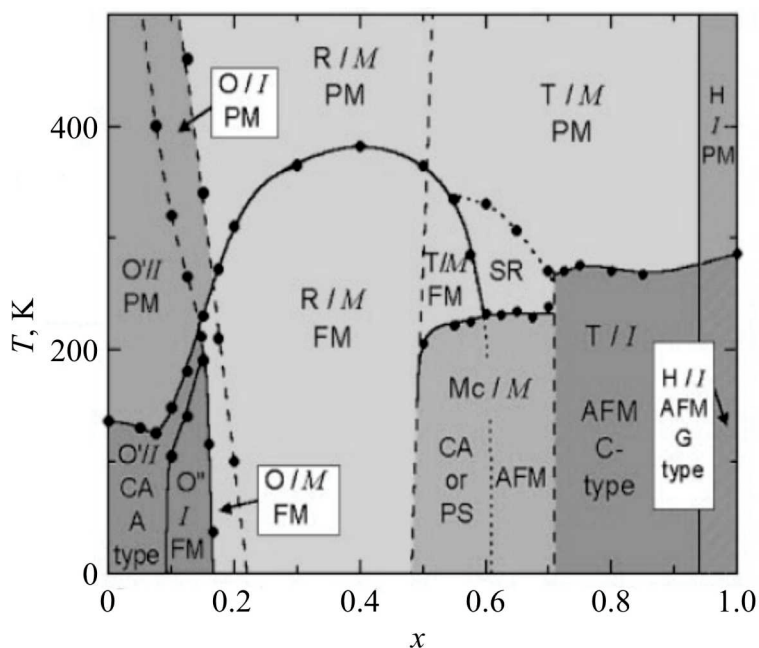 O / I
PM
R / M
PM
T / M
PM
H
I
PM
400
O'/I
PM
T/M
FM
SR
R / M
FM
T, K
200
T / I
AFM
C-
type
H / I
AFM
G
type
Mc / M
CA
or
PS
AFM
O'/I
CA
A
type
O''
I
FM
O / M
FM
0
0
0.2
0.4
0.6
0.8
1.0
x